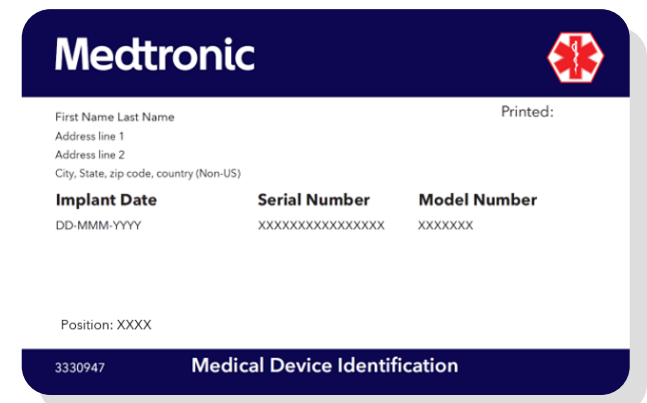 Medtronic
Printed:
First Name Last Name
Address line 1
Address line 2
City, State, zip code, country (Non-US)
Implant Date Serial Number Model Number
DD-MMM-YYYY XXXXXXXXXXXXXXXX XXXXXXX
Position: XXXX
3330947 Medical Device Identification